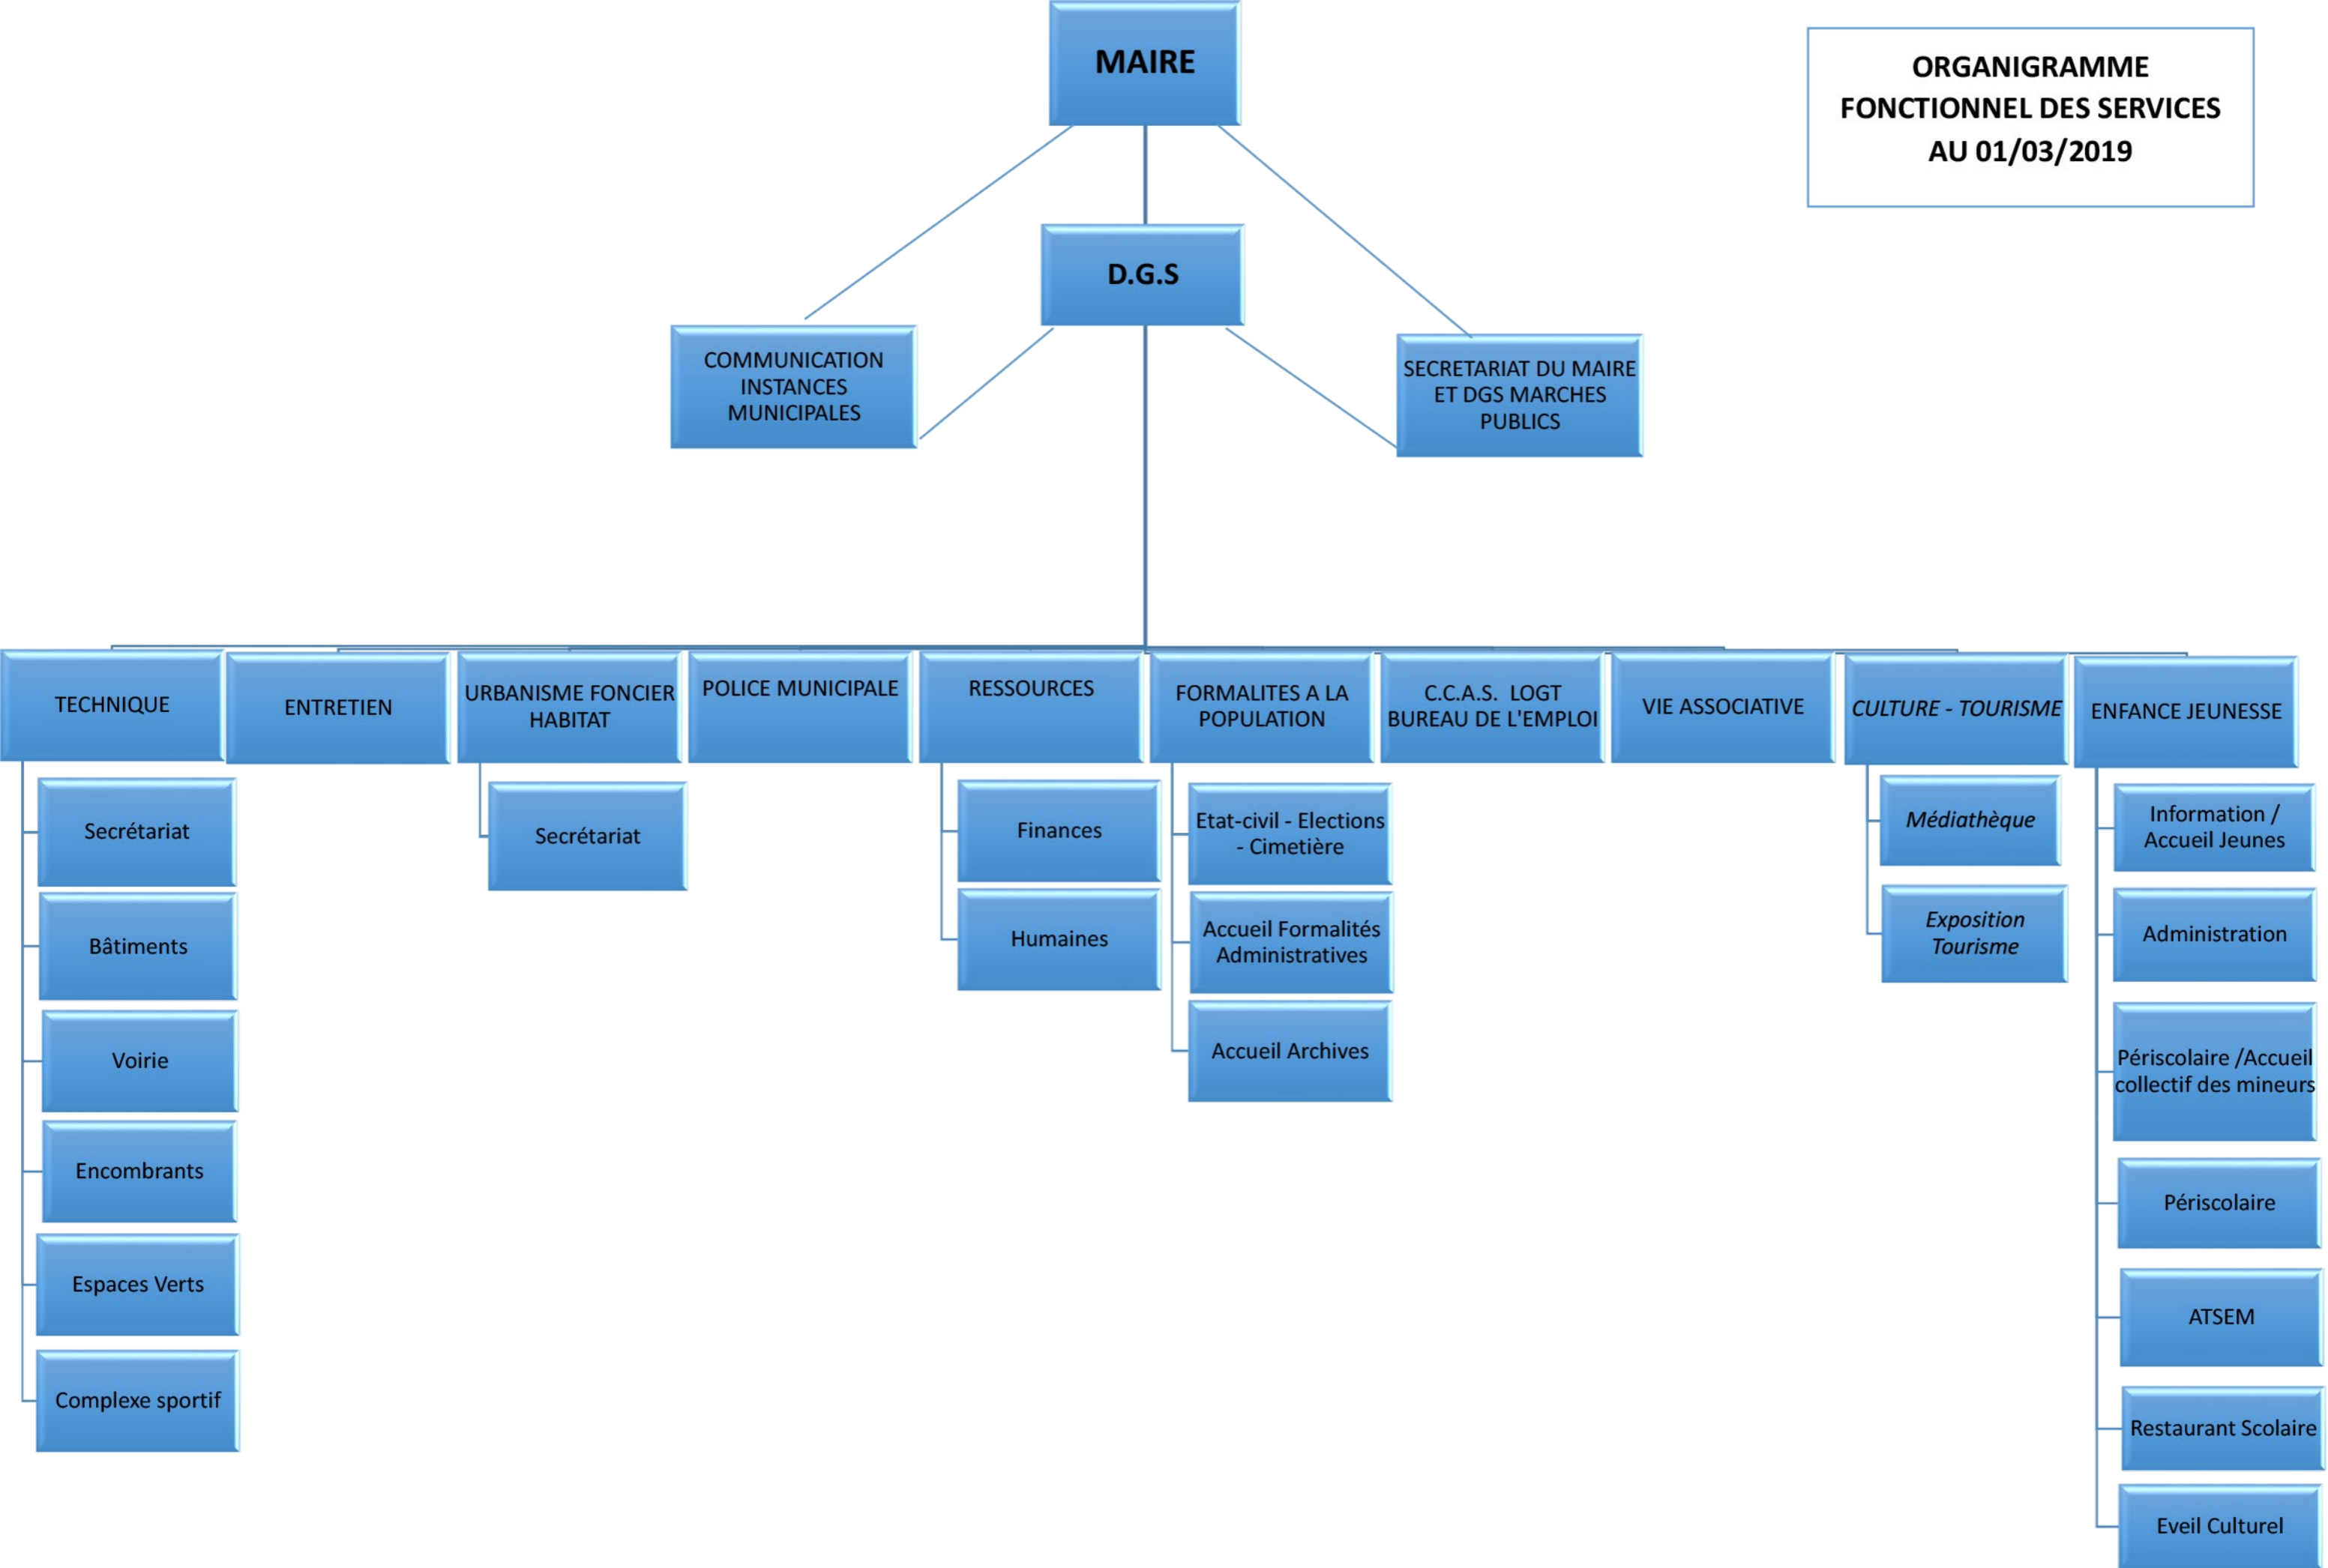 MAIRE
ORGANIGRAMME
FONCTIONNEL DES SERVICES
AU 01/03/2019
D.G.S
COMMUNICATION
INSTANCES
MUNICIPALES
SECRETARIAT DU MAIRE
ET DGS MARCHES
PUBLICS
TECHNIQUE
Secrétariat
Bâtiments
Voirie
Encombrants
Espaces Verts
Complexe sportif
ENTRETIEN
URBANISME FONCIER
HABITAT
Secrétariat
POLICE MUNICIPALE
RESSOURCES
Finances
Humaines
FORMALITES A LA
POPULATION
Etat-civil - Elections
- Cimetière
Accueil Formalités
Administratives
Accueil Archives
C.C.A.S. LOGT
BUREAU DE L'EMPLOI
VIE ASSOCIATIVE
CULTURE - TOURISME
Médiathèque
Exposition
Tourisme
ENFANCE JEUNESSE
Information /
Accueil Jeunes
Administration
Périscolaire /Accueil
collectif des mineurs
Périscolaire
ATSEM
Restaurant Scolaire
Eveil Culturel